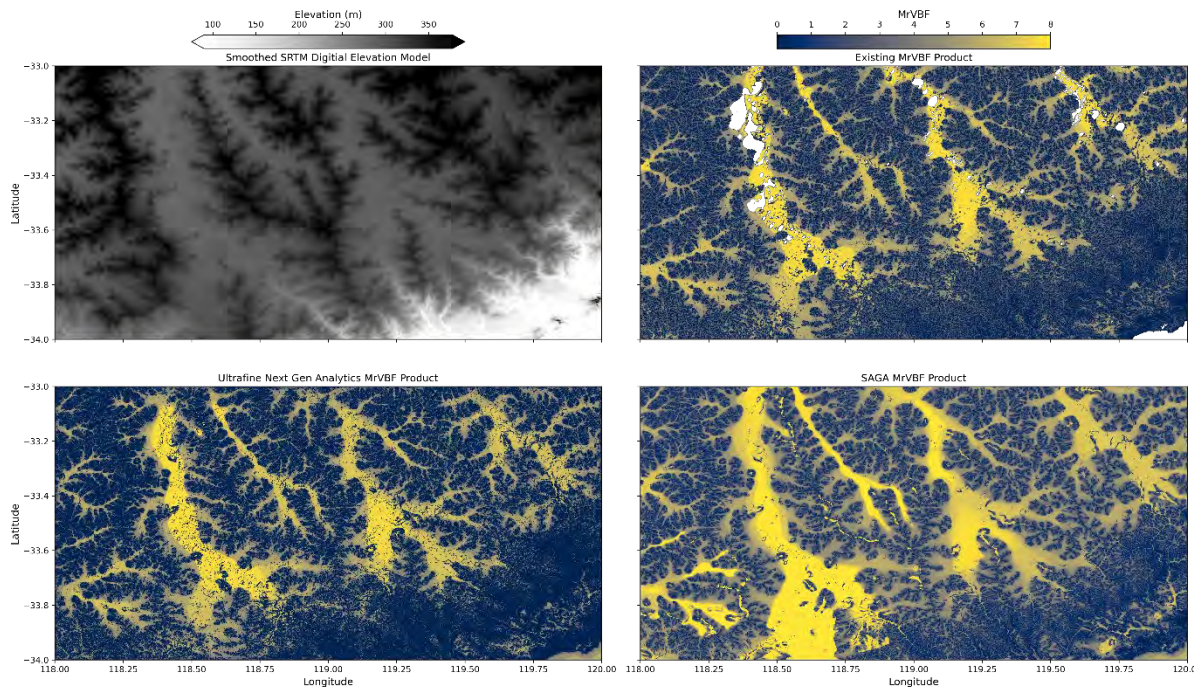 Elevation (m)
100 150 200 250 300 350
Smoothed SRTM Digitial Elevation Model
−33.0
−33.2
−33.4
−33.6
−33.8
−34.0
Latitude
MrVBF
0 1 2 3 4 5 6 7 8
Existing MrVBF Product
Ultrafine Next Gen Analytics MrVBF Product
−33.0
−33.2
−33.4
−33.6
−33.8
−34.0
Latitude
118.00 118.25 118.50 118.75 119.00 119.25 119.50 119.75 120.00
Longitude
SAGA MrVBF Product
118.00 118.25 118.50 118.75 119.00 119.25 119.50 119.75 120.0
Longitude